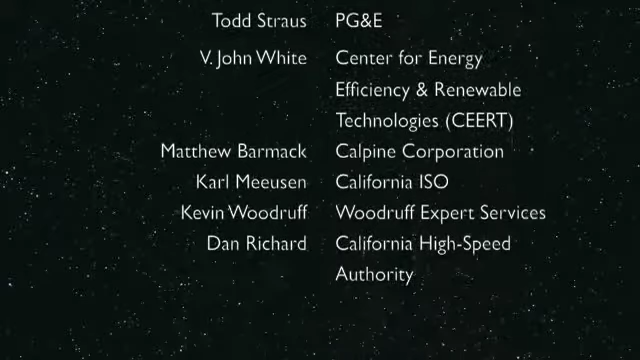 Todd Straus PG&E
V. John White Center for Energy
Efficiency & Renewable
Technologies (CEERT)
Matthew Barmack Calpine Corporation
Karl Meeusen California ISO
Kevin Woodruff Woodruff Expert Services
Dan Richard California High-Speed
Authority